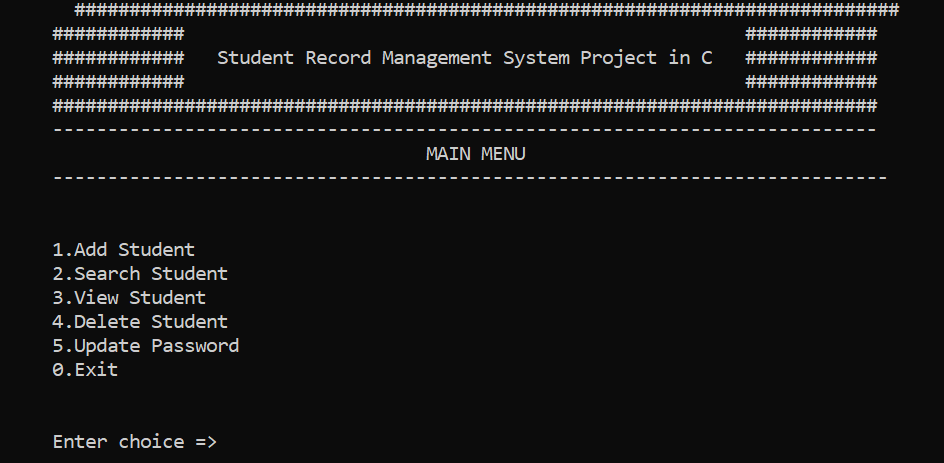 ###########################################################################
############                                                   ############
############   Student Record Management System Project in C   ############
############                                                   ############
###########################################################################
---------------------------------------------------------------------------
MAIN MENU
----------------------------------------------------------------------------
1.Add Student
2.Search Student
3.View Student
4.Delete Student
5.Update Password
0.Exit
Enter choice =>